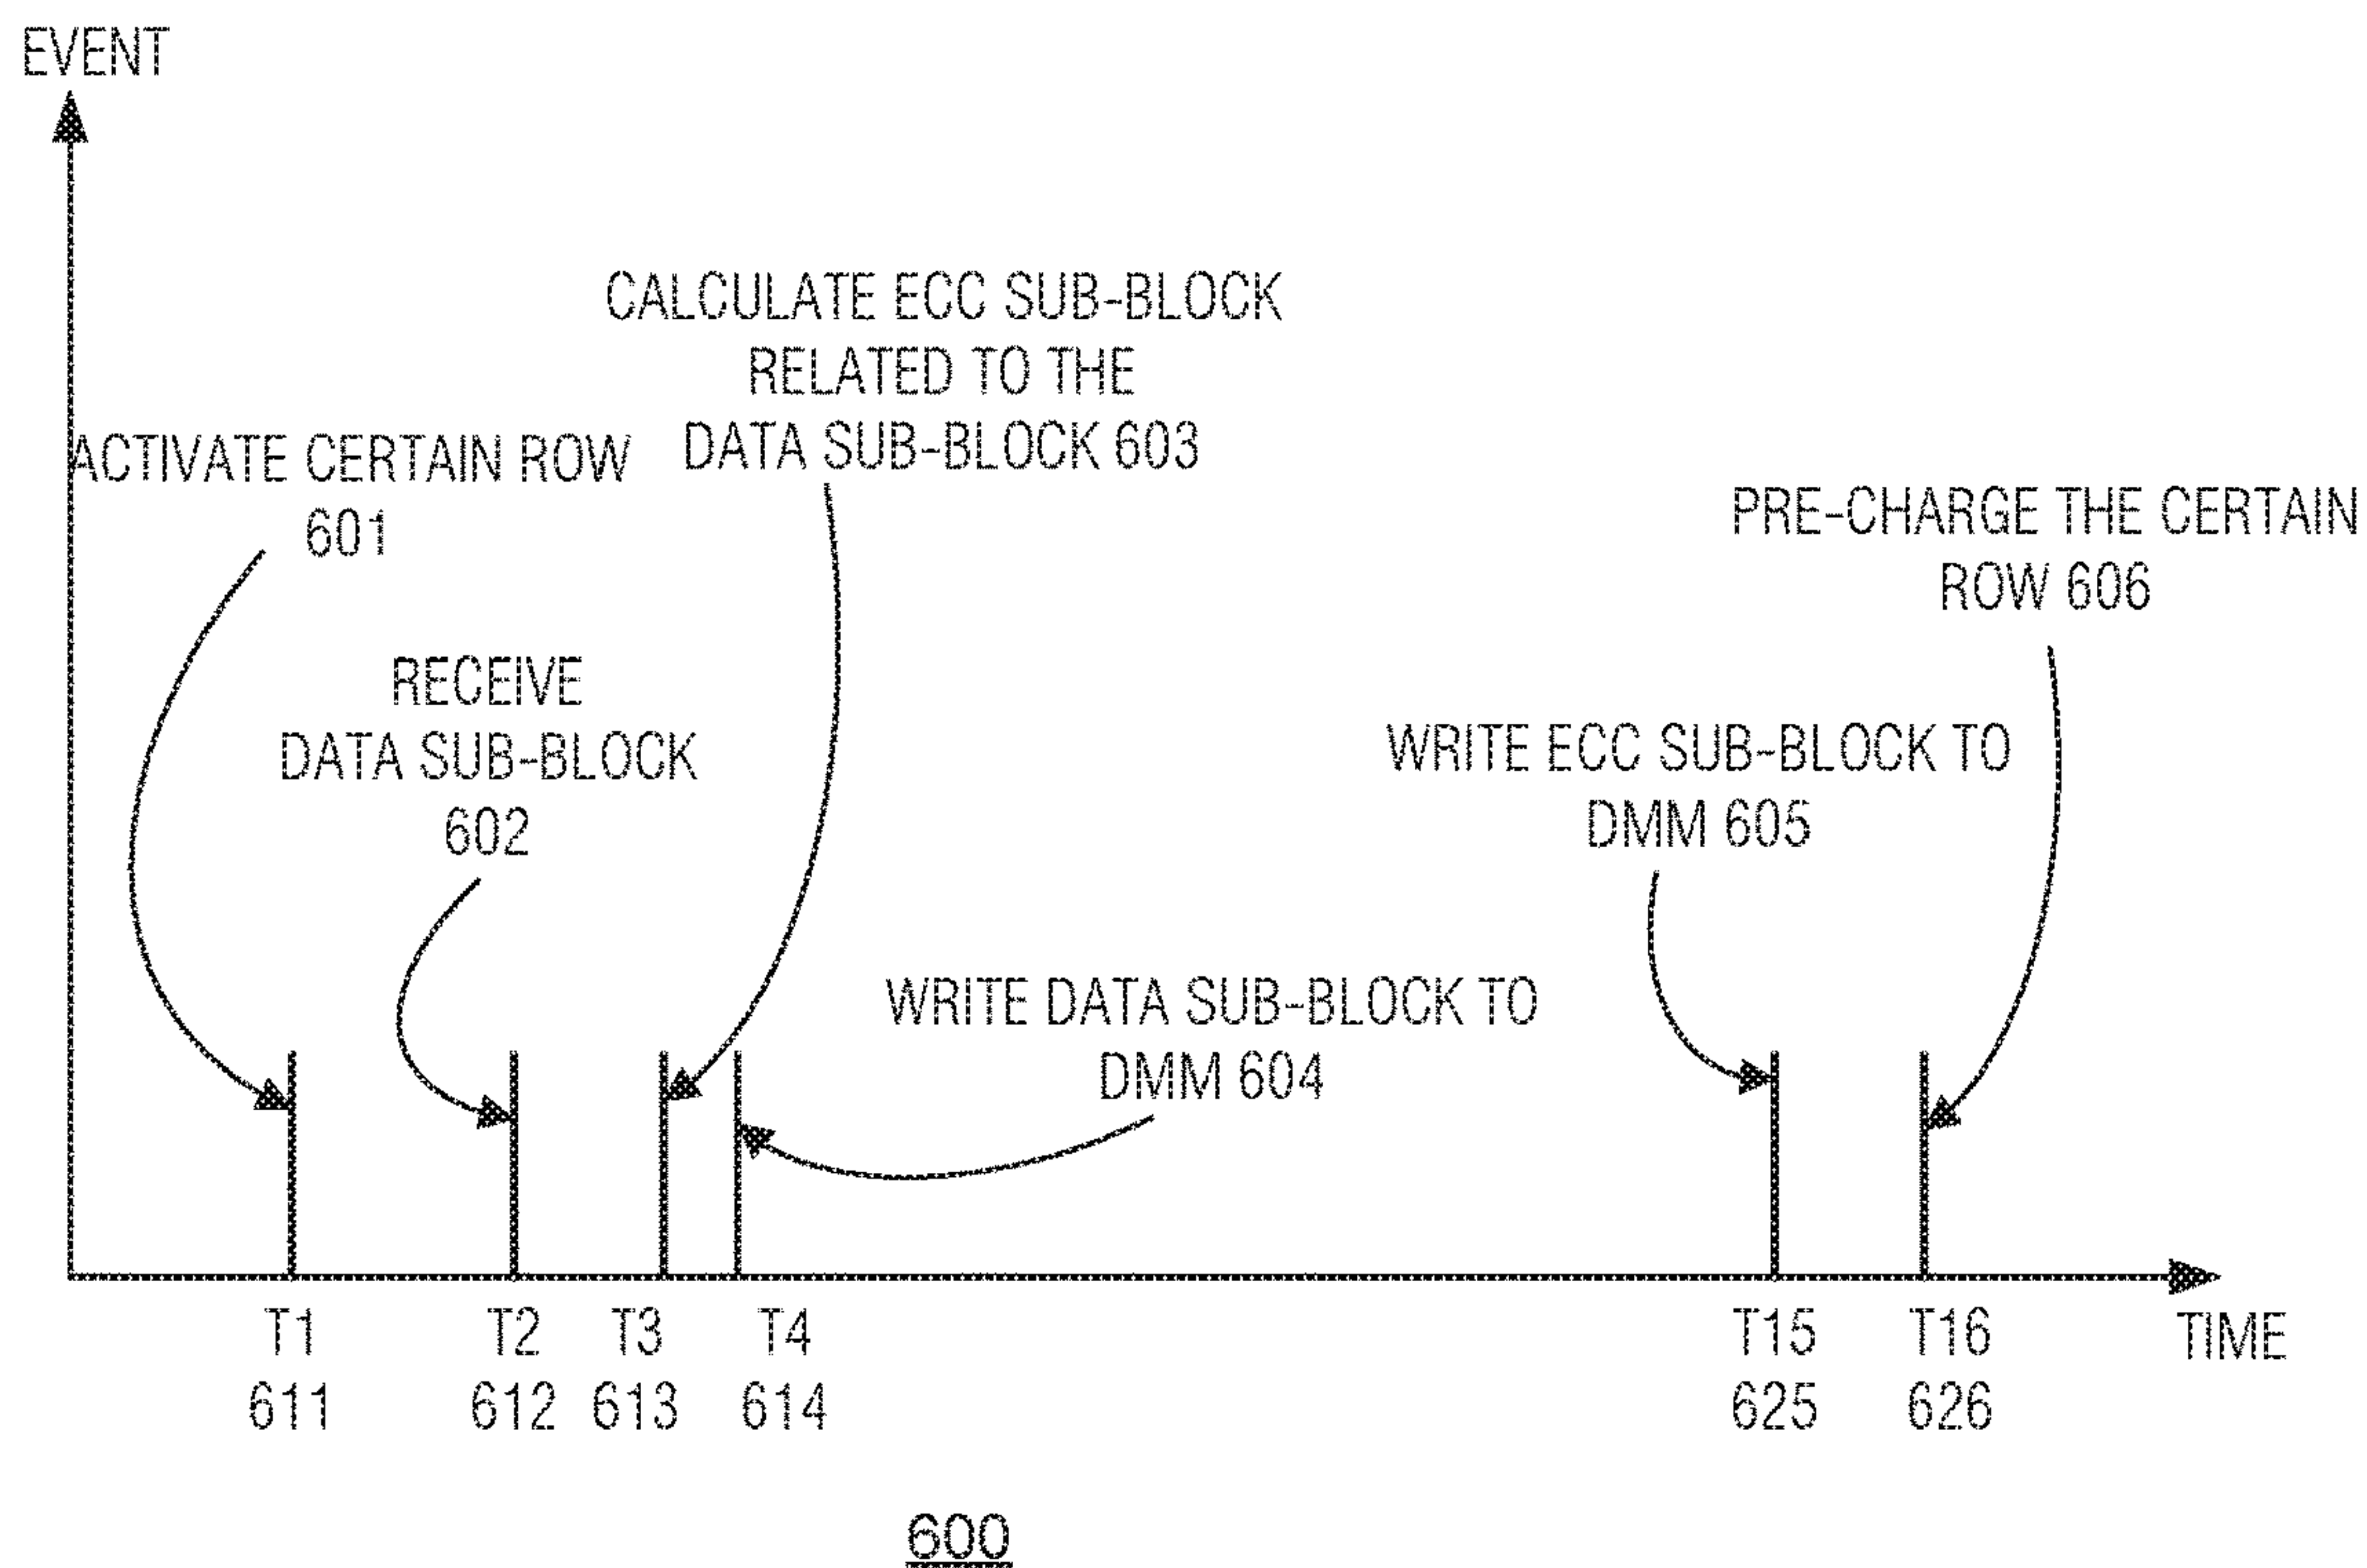 EVENT
CALCULATE ECC SUB-BLOCK
RELATED TO THE
DATA SUB-BLOCK 603
ACTIVATE CERTAIN ROW
601
PRE-CHARGE THE CERTAIN
ROW 606
RECEIVE
DATA SUB-BLOCK
602
WRITE ECC SUB-BLOCK TO
DMM 605
WRITE DATA SUB-BLOCK TO
DMM 604
T1 T2 T3 T4 T15 T16 TIME
611 612 613 614 625 626
600